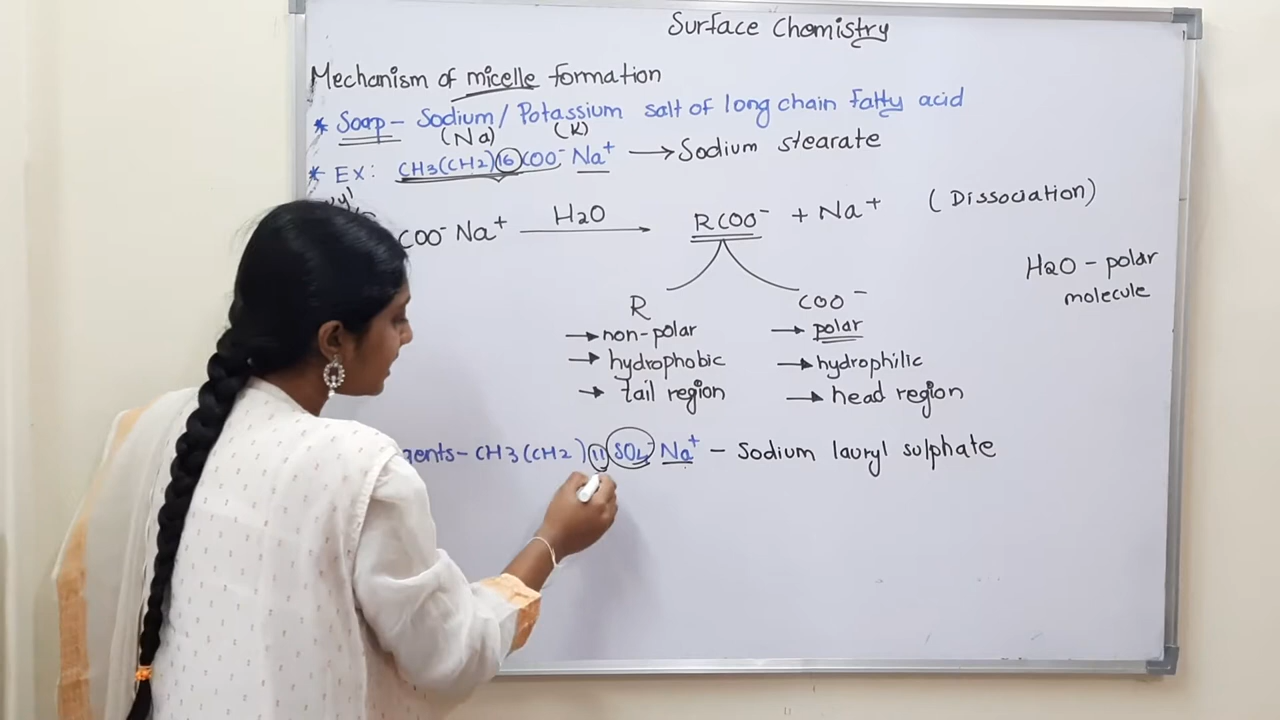 Surface Chemistry
Mechanism of micelle formation
* Soap - Sodium / Potassium salt of long chain fatty acid
(Na) (K)
* Ex: CH3(CH2)16COO⁻ Na⁺ → Sodium stearate
COO⁻ Na⁺ H2O → RCOO⁻ + Na⁺ (Dissociation)
H2O - polar
molecule
R COO⁻
→ non-polar → polar
→ hydrophobic → hydrophilic
→ tail region → head region
gents - CH3(CH2)11SO4⁻ Na⁺ - Sodium lauryl sulphate